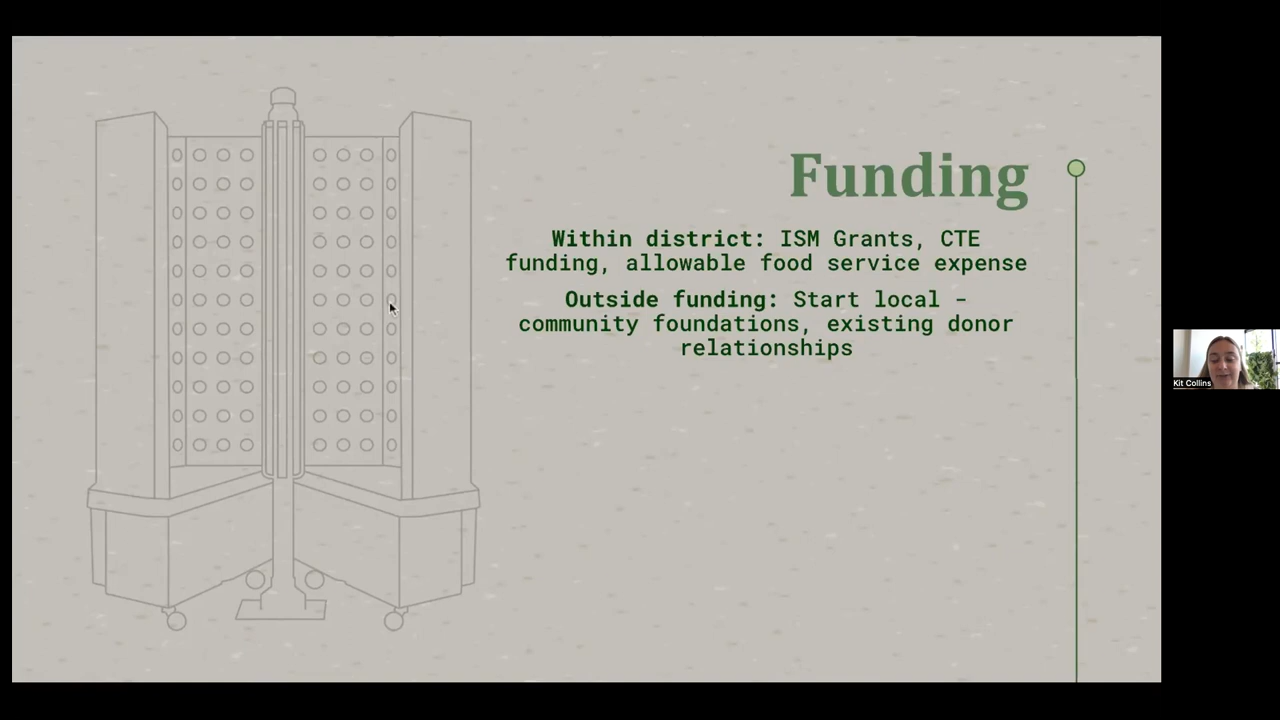 Funding
Within district: ISM Grants, CTE
funding, allowable food service expense
Outside funding: Start local –
community foundations, existing donor
relationships
Kit Collins